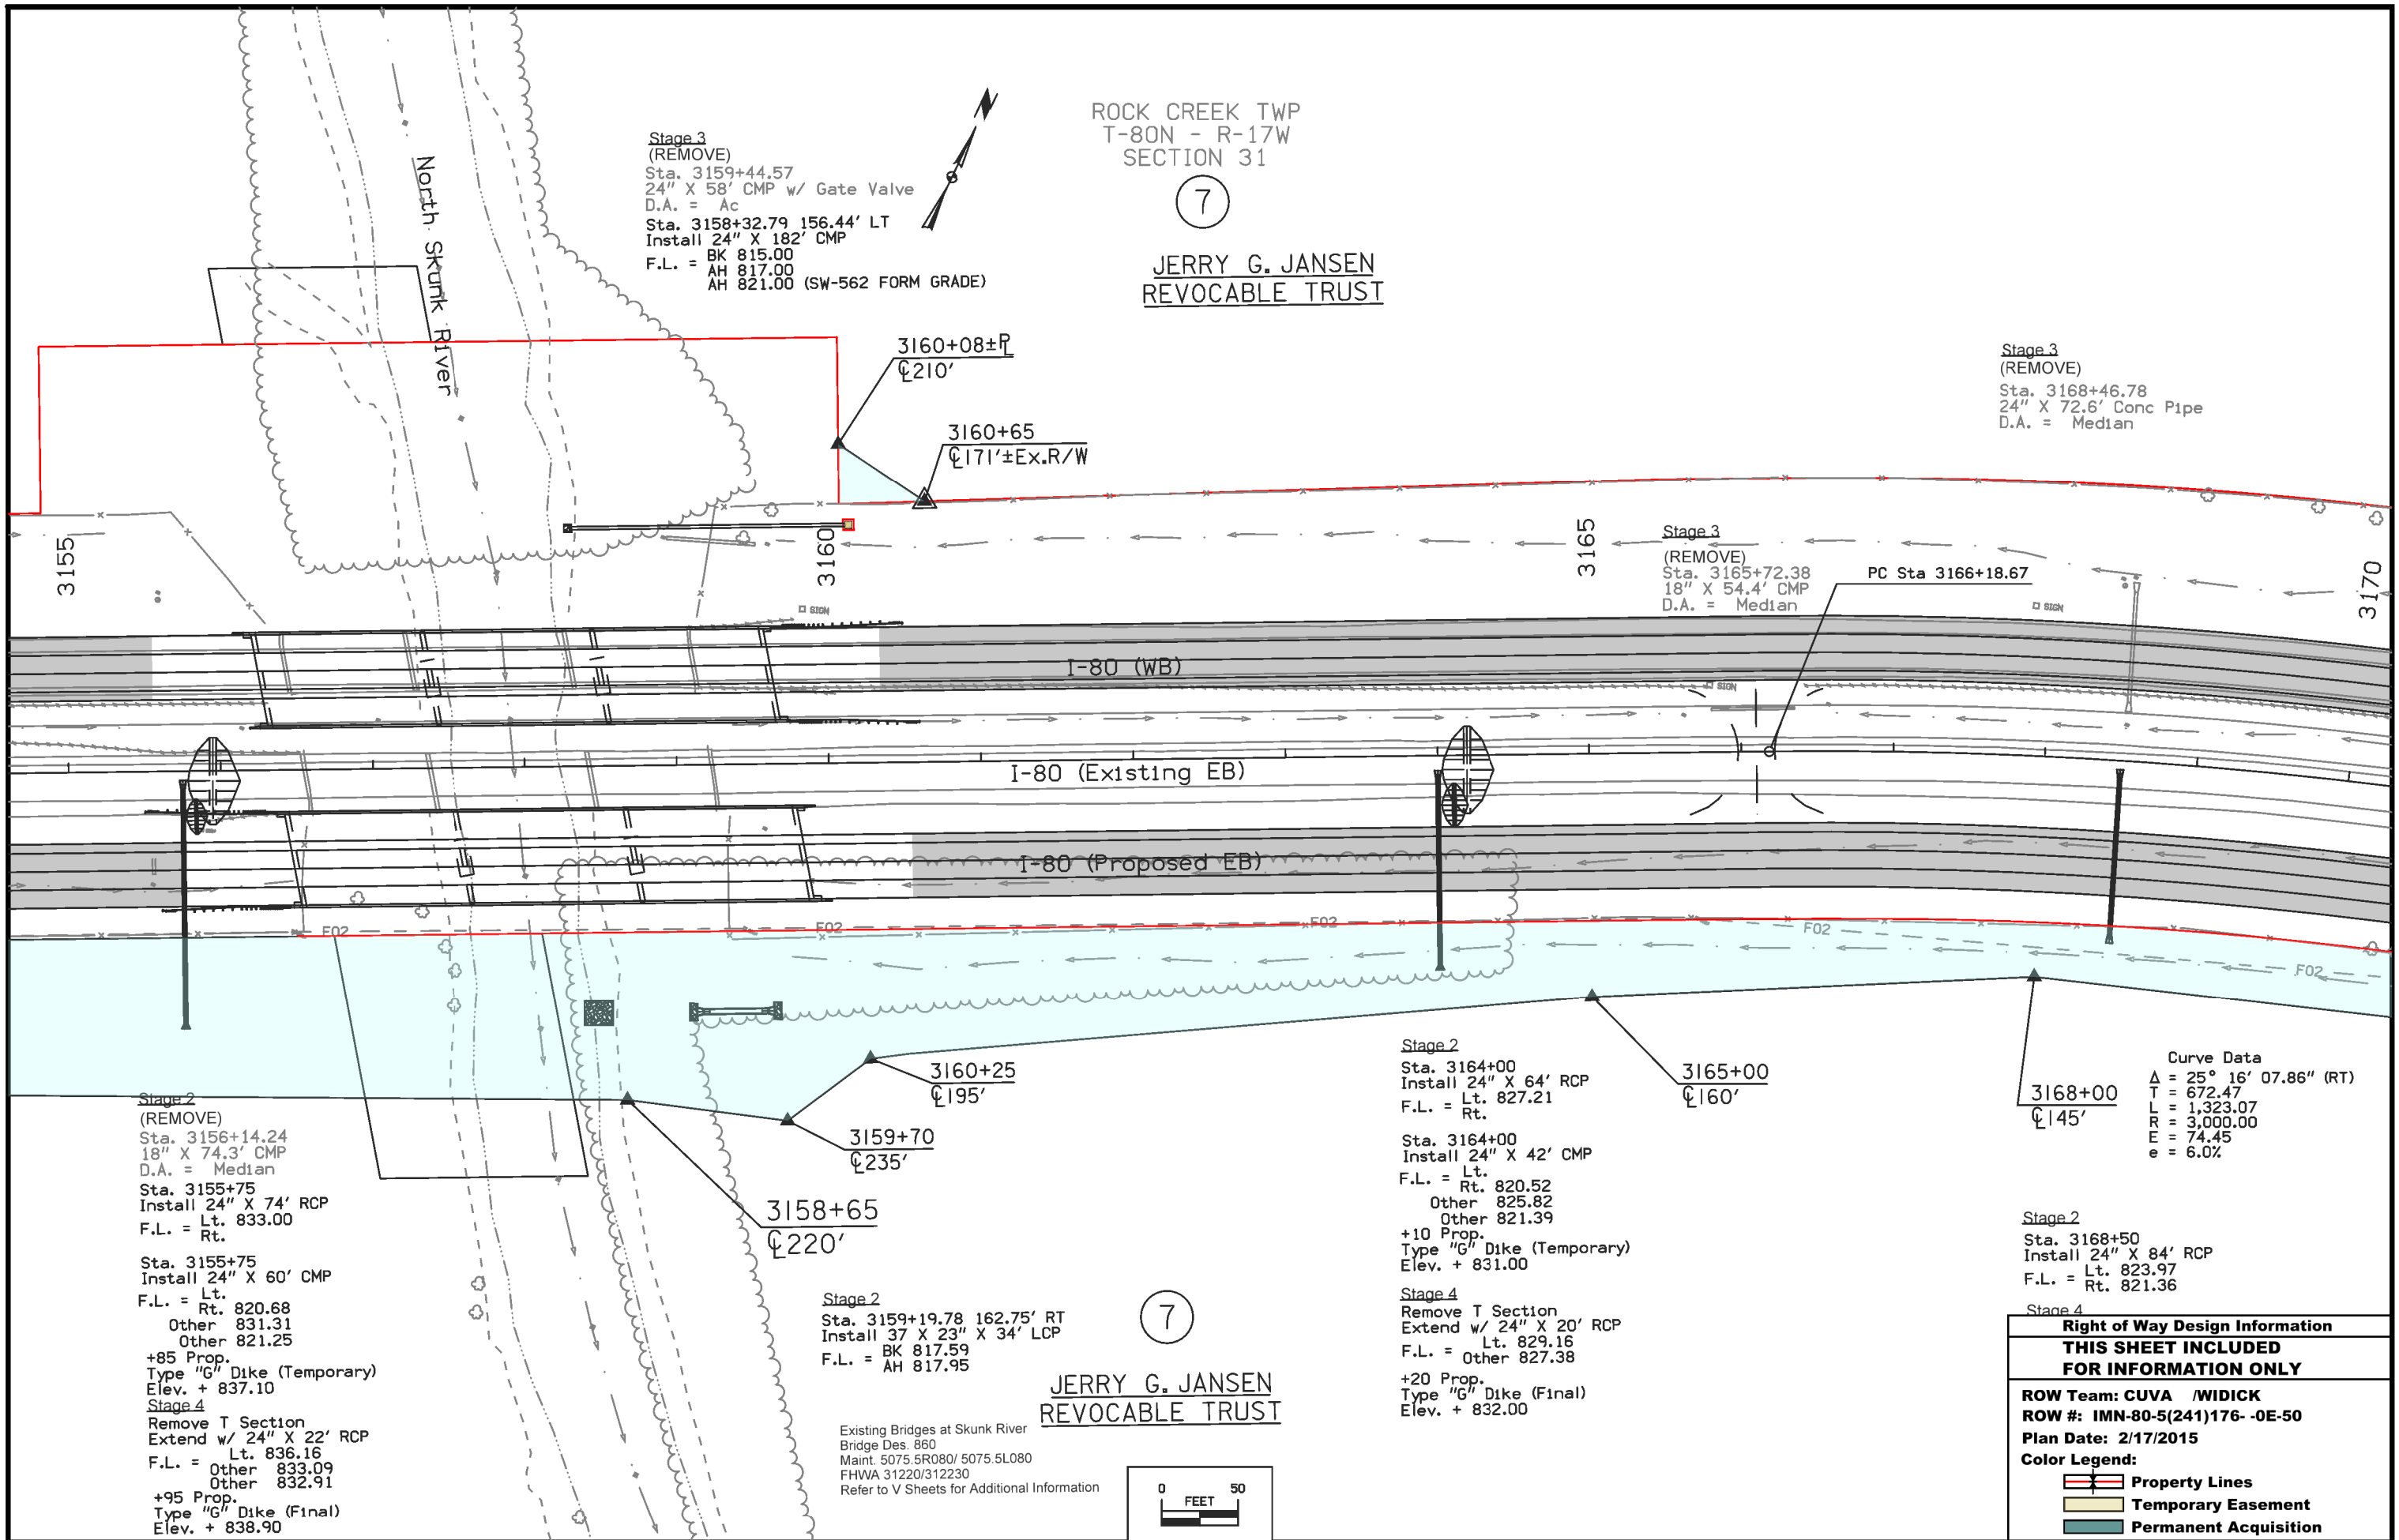 ROCK CREEK TWP
T-80N - R-17W
SECTION 31
7
JERRY G. JANSEN
REVOCABLE TRUST
North Skunk River
Stage 3
(REMOVE)
Sta. 3159+44.57
24" X 58' CMP w/ Gate Valve
D.A. = Ac
Sta. 3158+32.79 156.44' LT
Install 24" X 182' CMP
F.L. = BK 815.00
AH 817.00
AH 821.00 (SW-562 FORM GRADE)
3160+08±PL
CL210'
3160+65
CL171'±Ex.R/W
Stage 3
(REMOVE)
Sta. 3168+46.78
24" X 72.6' Conc Pipe
D.A. = Median
3155
3160
3165
3170
Stage 3
(REMOVE)
Sta. 3165+72.38
18" X 54.4' CMP
D.A. = Median
PC Sta 3166+18.67
SIGN
SIGN
SIGN
I-80 (WB)
I-80 (Existing EB)
I-80 (Proposed EB)
FO2
FO2
FO2
FO2
FO2
3160+25
CL195'
3159+70
CL235'
3158+65
CL220'
3165+00
CL160'
3168+00
CL145'
Curve Data
Δ = 25° 16' 07.86" (RT)
T = 672.47
L = 1,323.07
R = 3,000.00
E = 74.45
e = 6.0%
Stage 2
(REMOVE)
Sta. 3156+14.24
18" X 74.3' CMP
D.A. = Median
Sta. 3155+75
Install 24" X 74' RCP
F.L. = Lt. 833.00
Rt.
Sta. 3155+75
Install 24" X 60' CMP
F.L. = Lt.
Rt. 820.68
Other 831.31
Other 821.25
+85 Prop.
Type "G" Dike (Temporary)
Elev. + 837.10
Stage 4
Remove T Section
Extend w/ 24" X 22' RCP
F.L. = Lt. 836.16
Other 833.09
Other 832.91
+95 Prop.
Type "G" Dike (Final)
Elev. + 838.90
Stage 2
Sta. 3159+19.78 162.75' RT
Install 37 X 23" X 34' LCP
F.L. = BK 817.59
AH 817.95
7
JERRY G. JANSEN
REVOCABLE TRUST
Existing Bridges at Skunk River
Bridge Des. 860
Maint. 5075.5R080/ 5075.5L080
FHWA 31220/312230
Refer to V Sheets for Additional Information
0 50
FEET
Stage 2
Sta. 3164+00
Install 24" X 64' RCP
F.L. = Lt. 827.21
Rt.
Sta. 3164+00
Install 24" X 42' CMP
F.L. = Lt.
Rt. 820.52
Other 825.82
Other 821.39
+10 Prop.
Type "G" Dike (Temporary)
Elev. + 831.00
Stage 4
Remove T Section
Extend w/ 24" X 20' RCP
F.L. = Lt. 829.16
Other 827.38
+20 Prop.
Type "G" Dike (Final)
Elev. + 832.00
Stage 2
Sta. 3168+50
Install 24" X 84' RCP
F.L. = Lt. 823.97
Rt. 821.36
Stage 4
Right of Way Design Information
THIS SHEET INCLUDED
FOR INFORMATION ONLY
ROW Team: CUVA /WIDICK
ROW #: IMN-80-5(241)176- -0E-50
Plan Date: 2/17/2015
Color Legend:
Property Lines
Temporary Easement
Permanent Acquisition